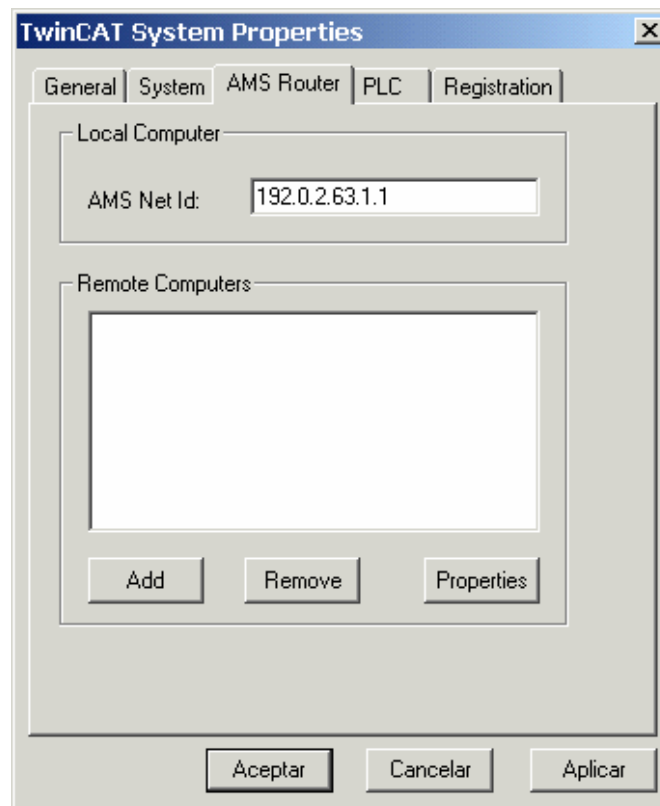 TwinCAT System Properties
General System AMS Router PLC Registration
Local Computer
AMS Net Id: 192.0.2.63.1.1
Remote Computers
Add Remove Properties
Aceptar Cancelar Aplicar